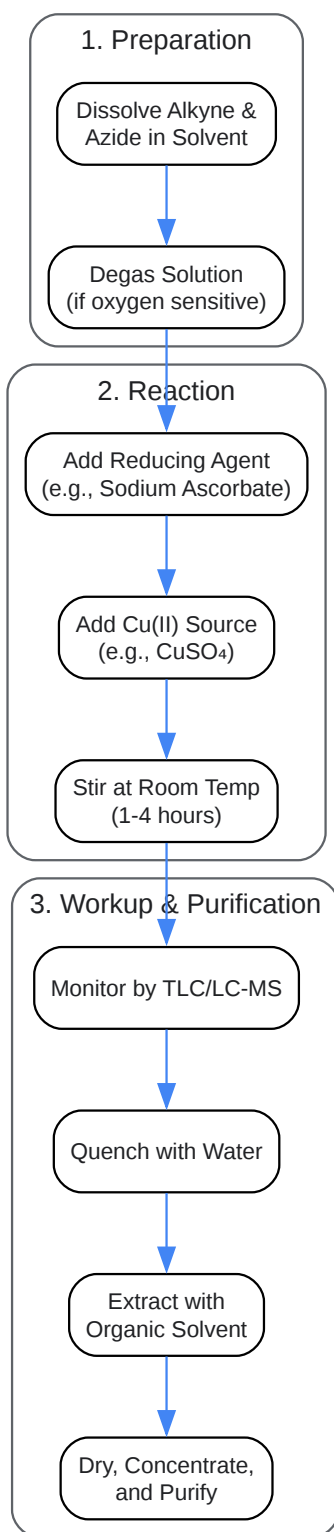 1. Preparation
Dissolve Alkyne &
Azide in Solvent
Degas Solution
(if oxygen sensitive)
2. Reaction
Add Reducing Agent
(e.g., Sodium Ascorbate)
Add Cu(II) Source
(e.g., CuSO₄)
Stir at Room Temp
(1-4 hours)
3. Workup & Purification
Monitor by TLC/LC-MS
Quench with Water
Extract with
Organic Solvent
Dry, Concentrate,
and Purify